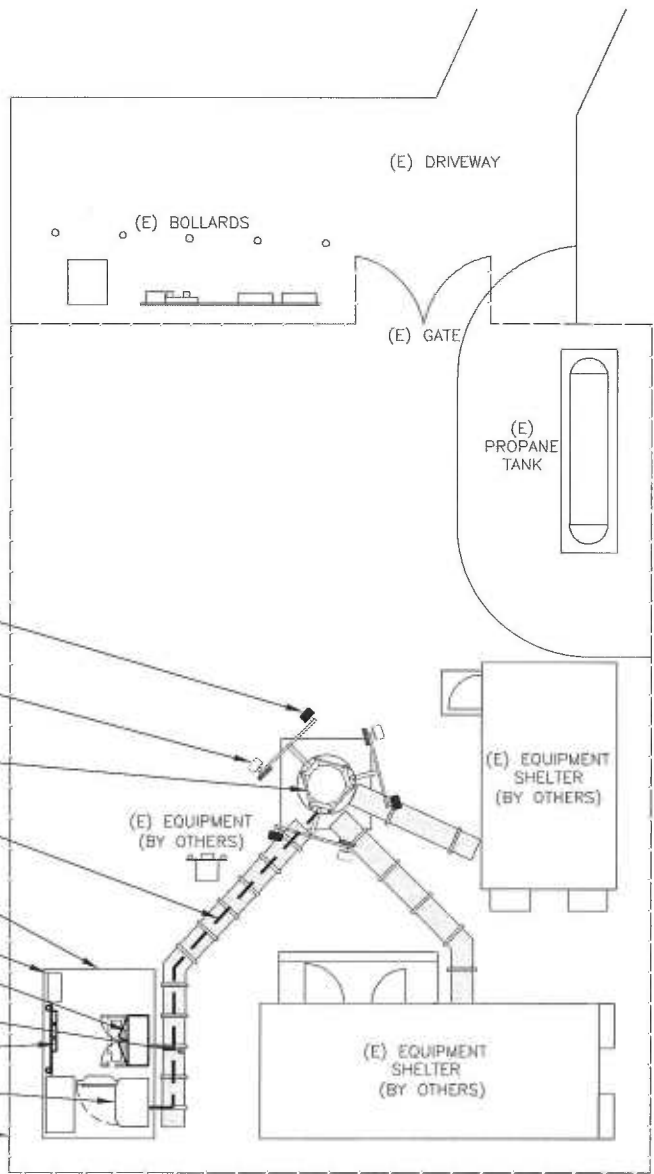 (E) DRIVEWAY
(E) BOLLARDS
(E) GATE
(E)
PROPANE
TANK
(E) EQUIPMENT
SHELTER
(BY OTHERS)
(E) EQUIPMENT
(BY OTHERS)
(E) EQUIPMENT
SHELTER
(BY OTHERS)